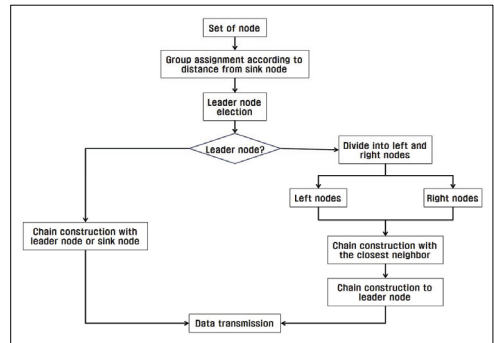 Set of node
Group assignment according to
distance from sink node
Leader node
election
Leader node?
Divide into left and
right nodes
Left nodes
Right nodes
Chain construction with
leader node or sink node
Chain construction with
the closest neighbor
Chain construction to
leader node
Data transmission